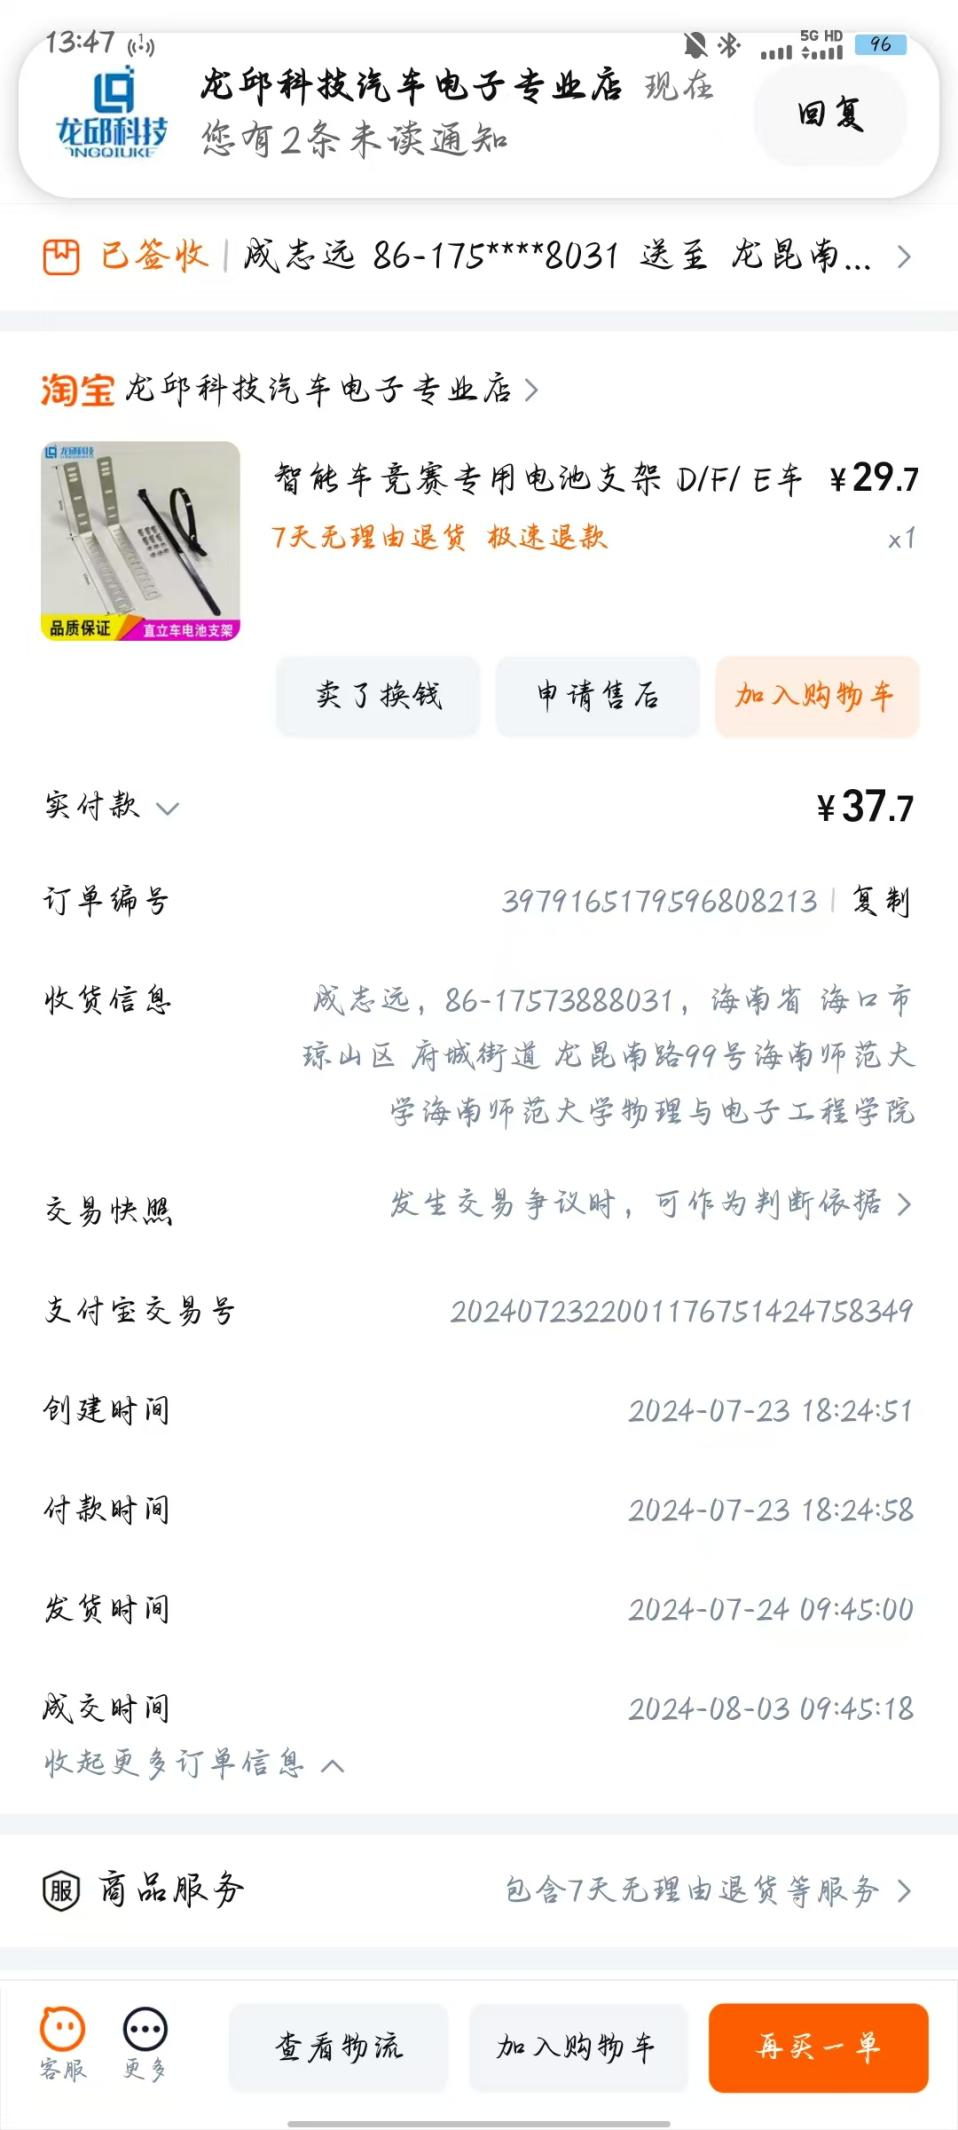 13:47
5G HD
96
龙邱科技汽车电子专业店 现在
回复
龙邱科技
您有2条未读通知
已签收 | 成志远 86-175****8031 送至 龙昆南...
淘宝 龙邱科技汽车电子专业店
龙邱科技
智能车竞赛专用电池支架 D/F/ E车 ¥29.7
7天无理由退货 极速退款 x1
品质保证 直立车电池支架
卖了换钱 申请售后 加入购物车
实付款 ¥37.7
订单编号 3979165179596808213 | 复制
收货信息 成志远，86-17573888031，海南省 海口市
琼山区 府城街道 龙昆南路99号海南师范大
学海南师范大学物理与电子工程学院
交易快照 发生交易争议时，可作为判断依据
支付宝交易号 2024072322001176751424758349
创建时间 2024-07-23 18:24:51
付款时间 2024-07-23 18:24:58
发货时间 2024-07-24 09:45:00
成交时间 2024-08-03 09:45:18
收起更多订单信息
服 商品服务 包含7天无理由退货等服务
客服 更多 查看物流 加入购物车 再买一单